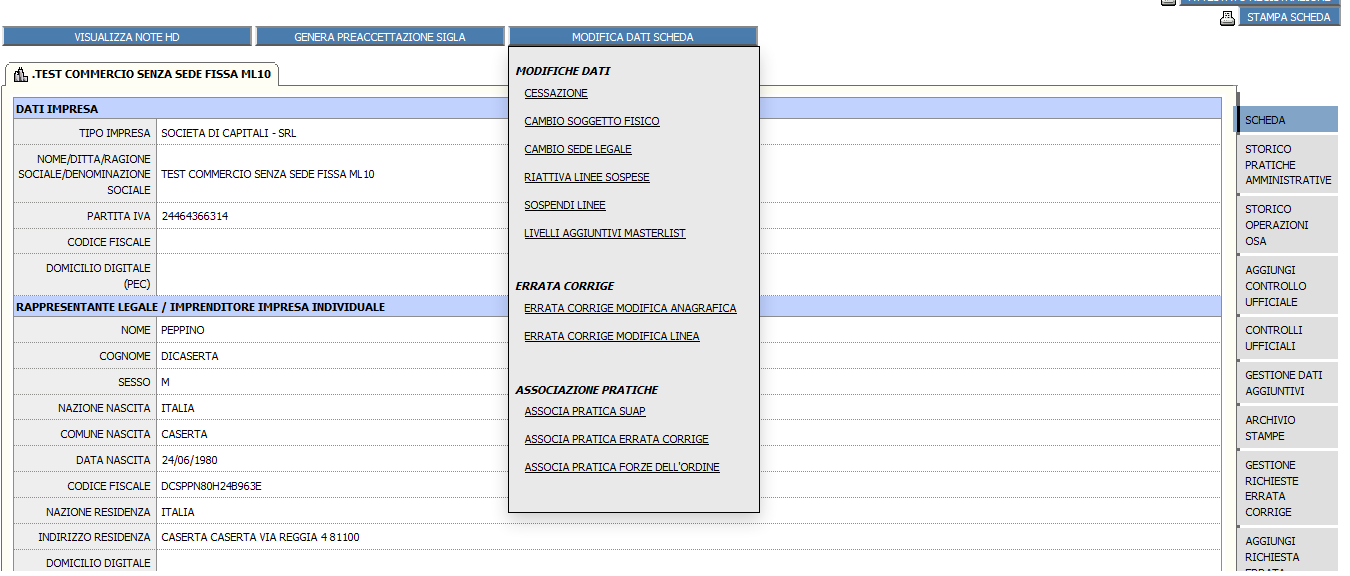 STAMPA SCHEDA
VISUALIZZA NOTE HD
GENERA PREACCETTAZIONE SIGLA
MODIFICA DATI SCHEDA
.TEST COMMERCIO SENZA SEDE FISSA ML10
DATI IMPRESA
TIPO IMPRESA SOCIETA DI CAPITALI - SRL
NOME/DITTA/RAGIONE
SOCIALE/DENOMINAZIONE
SOCIALE
TEST COMMERCIO SENZA SEDE FISSA ML10
PARTITA IVA 24464366314
CODICE FISCALE
DOMICILIO DIGITALE
(PEC)
RAPPRESENTANTE LEGALE / IMPRENDITORE IMPRESA INDIVIDUALE
NOME PEPPINO
COGNOME DICASERTA
SESSO M
NAZIONE NASCITA ITALIA
COMUNE NASCITA CASERTA
DATA NASCITA 24/06/1980
CODICE FISCALE DCSPPN80H24B963E
NAZIONE RESIDENZA ITALIA
INDIRIZZO RESIDENZA CASERTA CASERTA VIA REGGIA 4 81100
DOMICILIO DIGITALE
MODIFICHE DATI
CESSAZIONE
CAMBIO SOGGETTO FISICO
CAMBIO SEDE LEGALE
RIATTIVA LINEE SOSPESE
SOSPENDI LINEE
LIVELLI AGGIUNTIVI MASTERLIST
ERRATA CORRIGE
ERRATA CORRIGE MODIFICA ANAGRAFICA
ERRATA CORRIGE MODIFICA LINEA
ASSOCIAZIONE PRATICHE
ASSOCIA PRATICA SUAP
ASSOCIA PRATICA ERRATA CORRIGE
ASSOCIA PRATICA FORZE DELL'ORDINE
SCHEDA
STORICO
PRATICHE
AMMINISTRATIVE
STORICO
OPERAZIONI
OSA
AGGIUNGI
CONTROLLO
UFFICIALE
CONTROLLI
UFFICIALI
GESTIONE DATI
AGGIUNTIVI
ARCHIVIO
STAMPE
GESTIONE
RICHIESTE
ERRATA
CORRIGE
AGGIUNGI
RICHIESTA